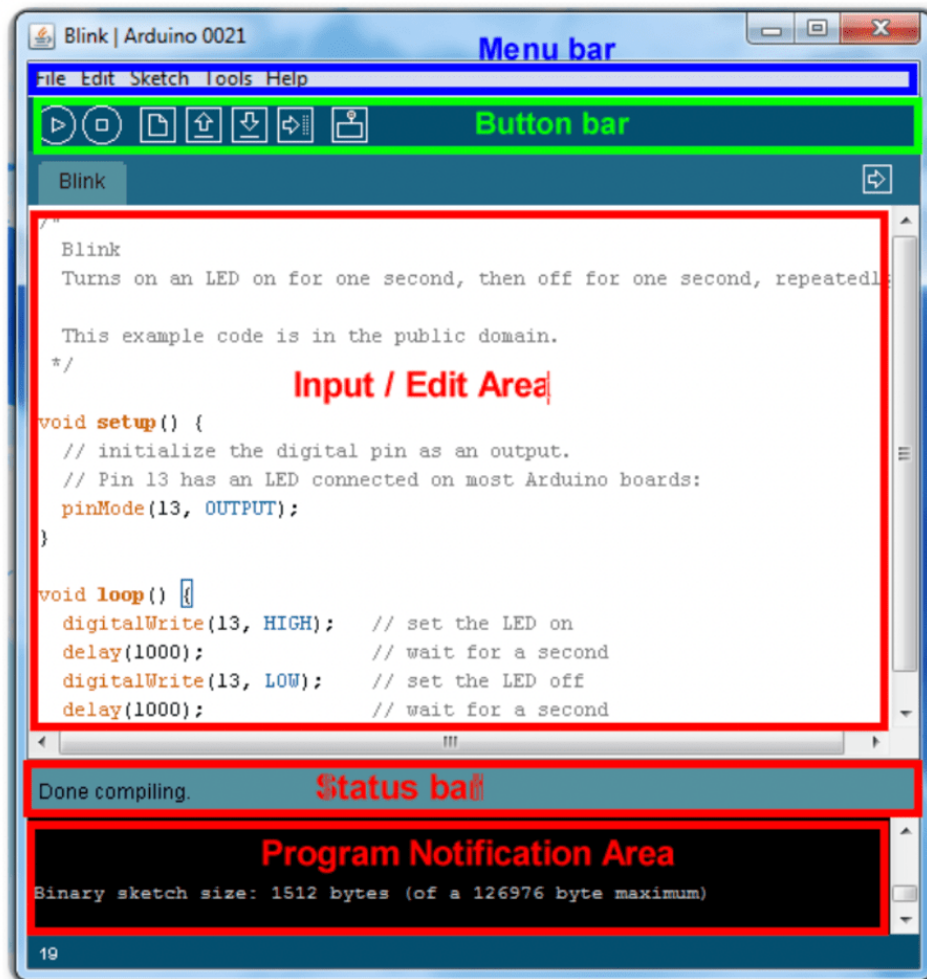 Blink | Arduino 0021
Menu bar
File Edit Sketch Tools Help
Button bar
Blink
/*
Blink
Turns on an LED on for one second, then off for one second, repeatedly
This example code is in the public domain.
*/
Input / Edit Area
void setup() {
// initialize the digital pin as an output.
// Pin 13 has an LED connected on most Arduino boards:
pinMode(13, OUTPUT);
}
void loop() {
digitalWrite(13, HIGH); // set the LED on
delay(1000); // wait for a second
digitalWrite(13, LOW); // set the LED off
delay(1000); // wait for a second
Done compiling. Status bar
Program Notification Area
Binary sketch size: 1512 bytes (of a 126976 byte maximum)
19